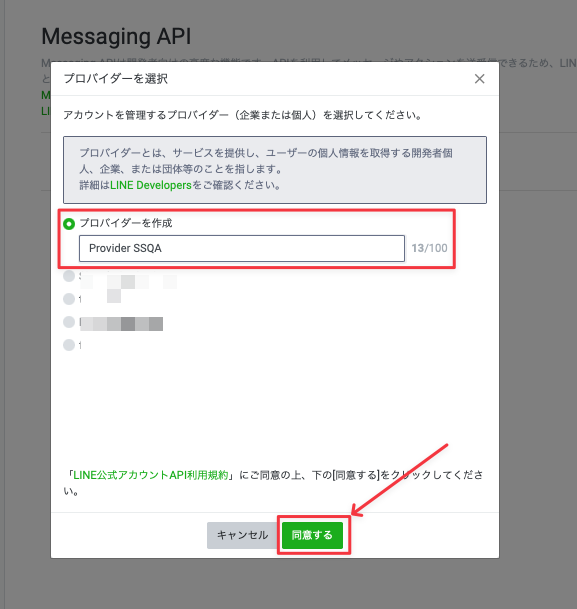 Messaging API
プロバイダーを選択
アカウントを管理するプロバイダー（企業または個人）を選択してください。
プロバイダーとは、サービスを提供し、ユーザーの個人情報を取得する開発者個
人、企業、または団体等のことを指します。
詳細はLINE Developersをご確認ください。
プロバイダーを作成
Provider SSQA
13/100
「LINE公式アカウントAPI利用規約」にご同意の上、下の[同意する]をクリックしてくださ
い。
キャンセル
同意する